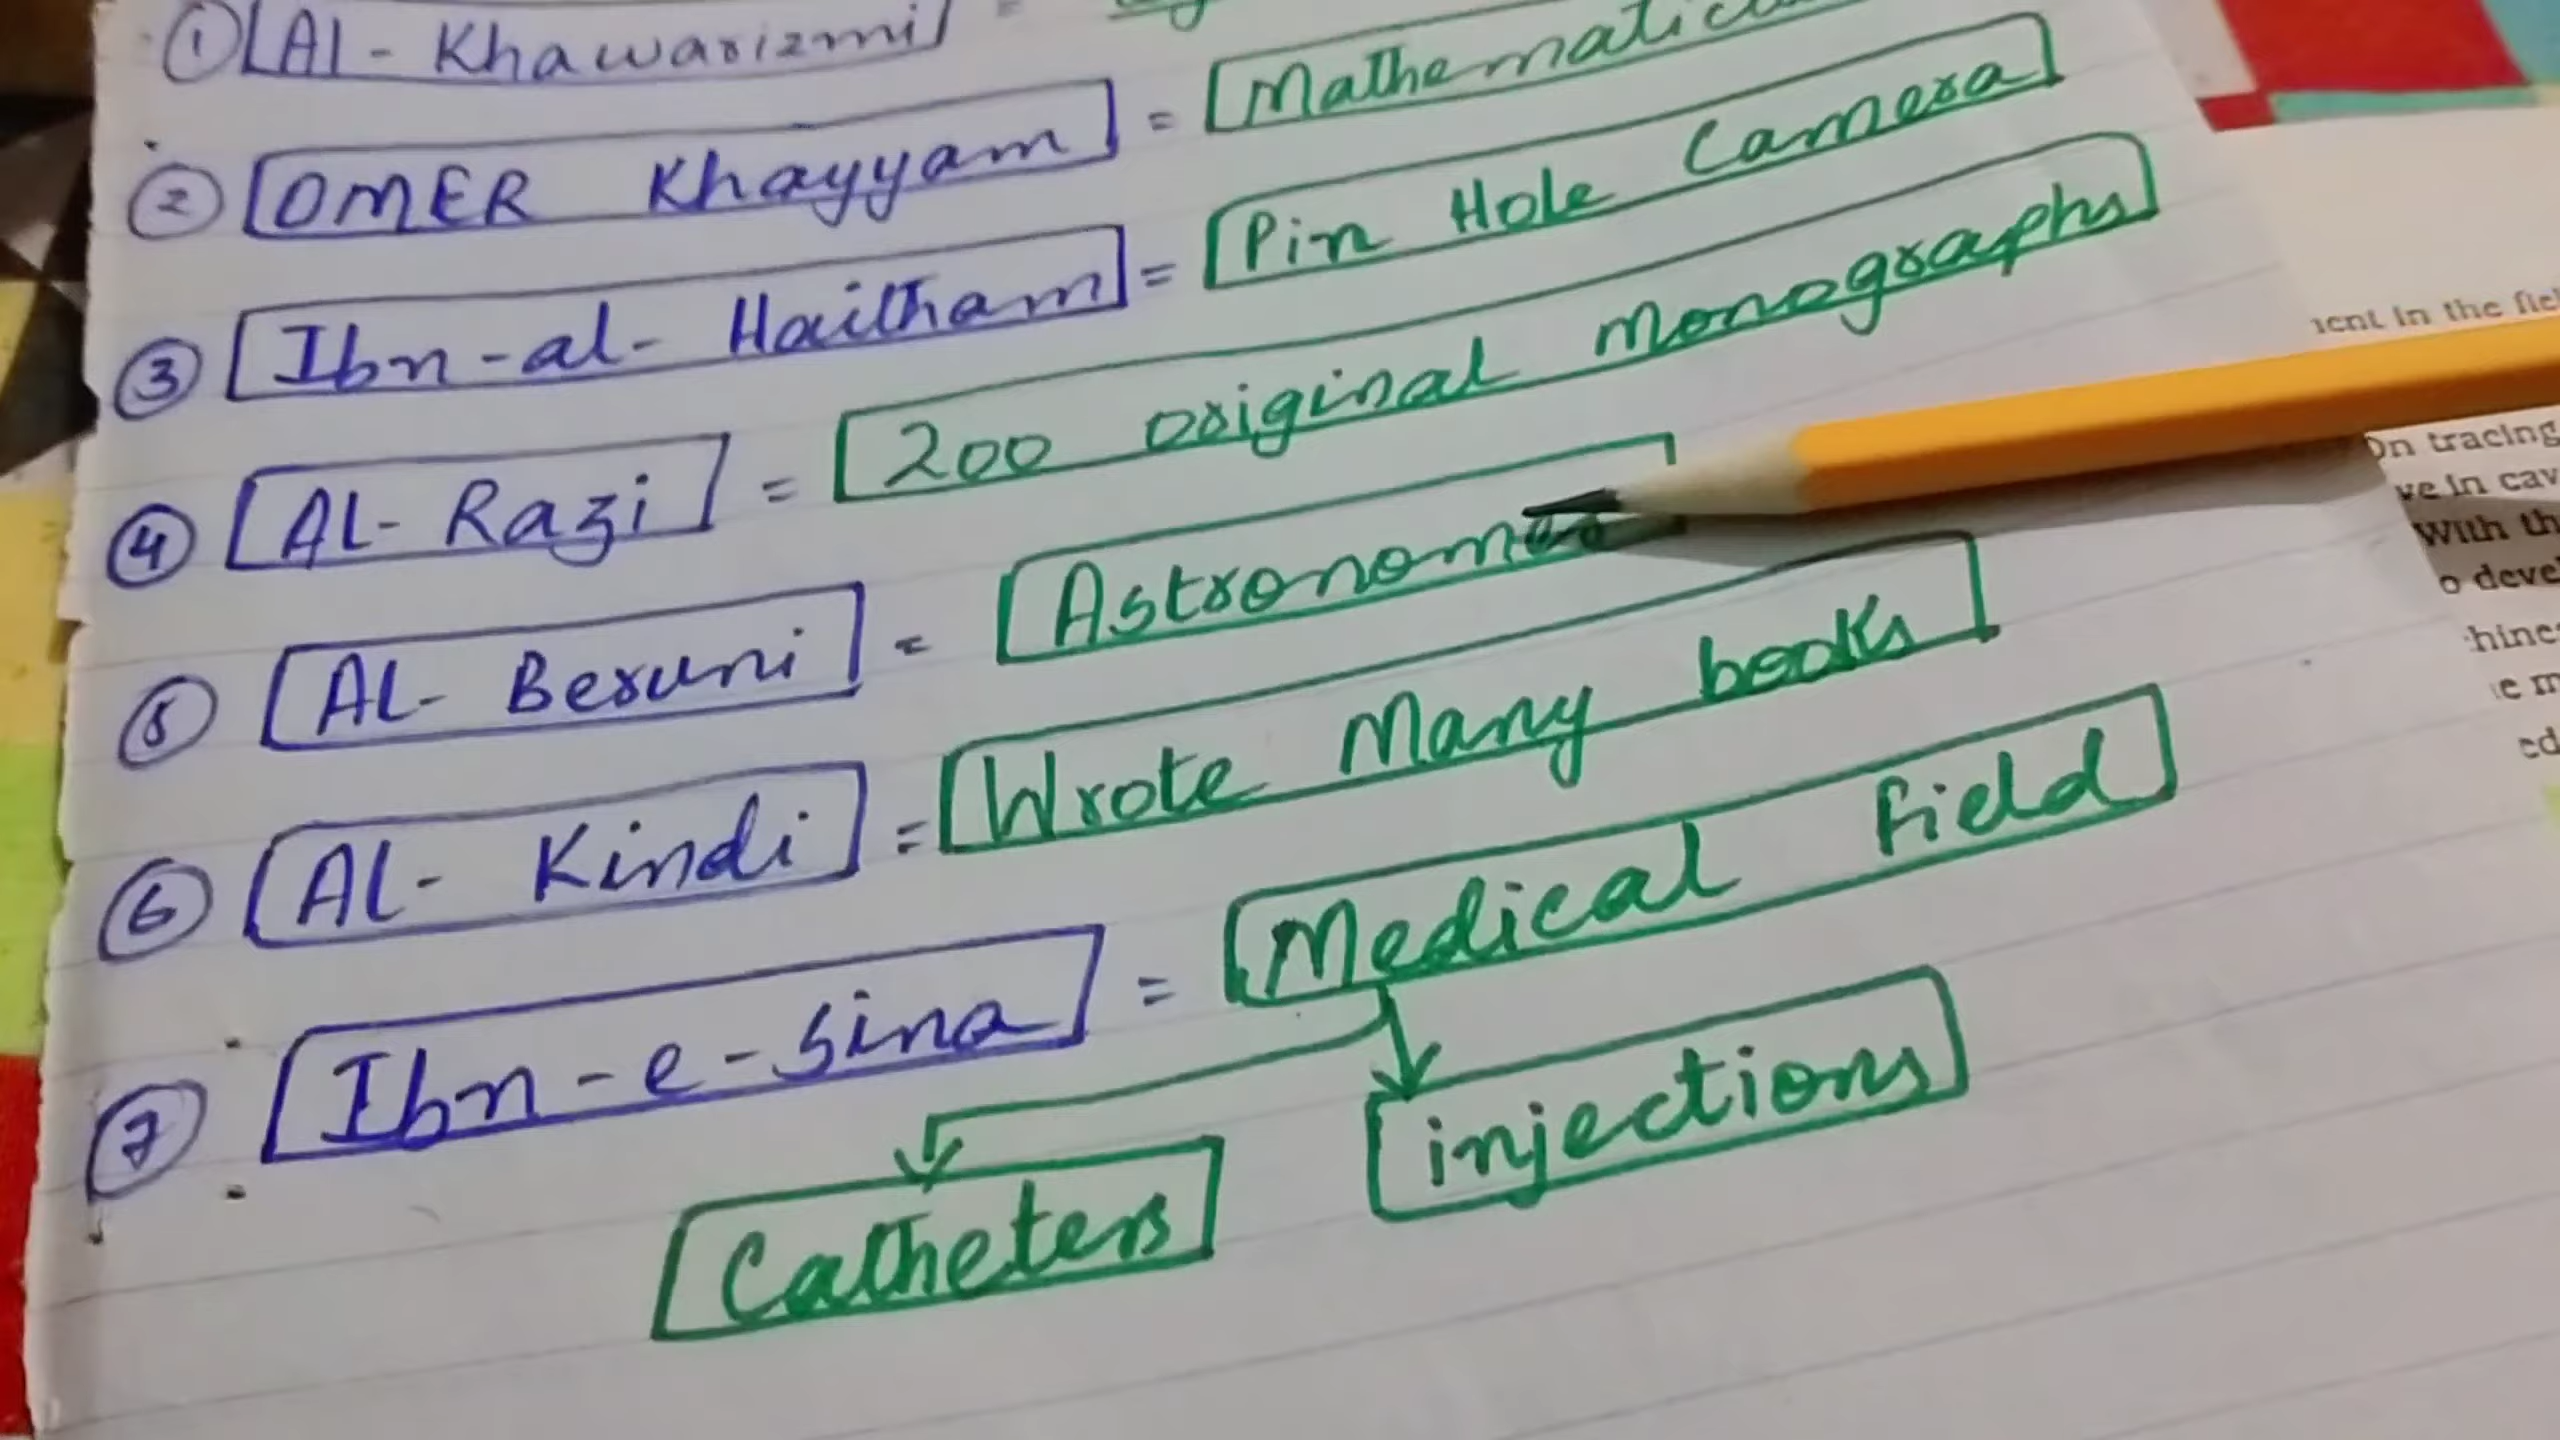 ① Al-Khawarizmi =
② OMER Khayyam =
③ Ibn-al-Haitham = Pin Hole Camera
④ AL-Razi = 200 original Monographs
⑤ AL-Beruni = Astronomer
⑥ AL-Kindi = Wrote Many books
⑦ Ibn-e-Sina = Medical field
Catheters injections
in the
On tracing
With